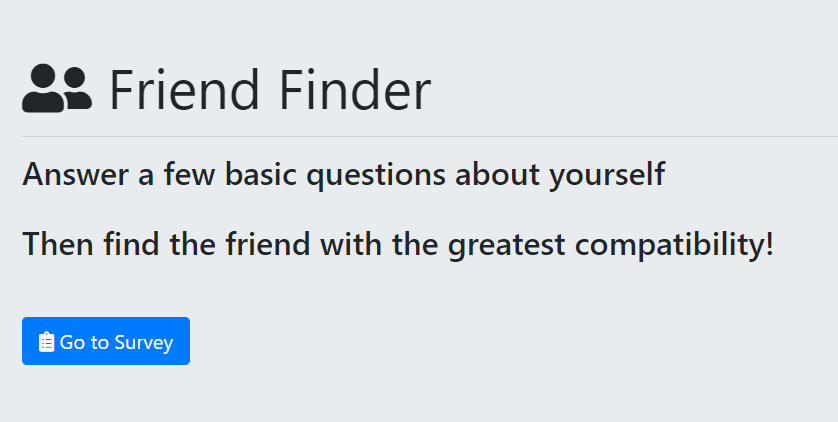 Friend Finder
Answer a few basic questions about yourself
Then find the friend with the greatest compatibility!
Go to Survey